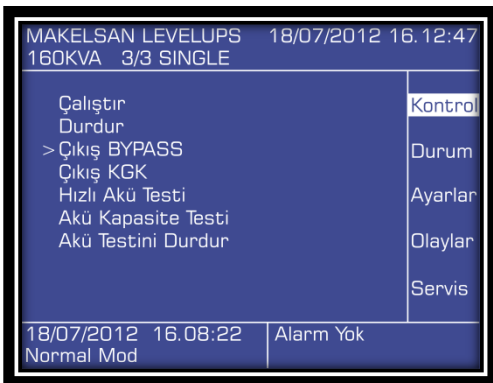 MAKELSAN LEVELUPS 18/07/2012 16.12:47
160KVA 3/3 SINGLE
Çalıştır
Durdur
>Çıkış BYPASS
Çıkış KGK
Hızlı Akü Testi
Akü Kapasite Testi
Akü Testini Durdur
Kontrol
Durum
Ayarlar
Olaylar
Servis
18/07/2012 16.08:22
Normal Mod
Alarm Yok